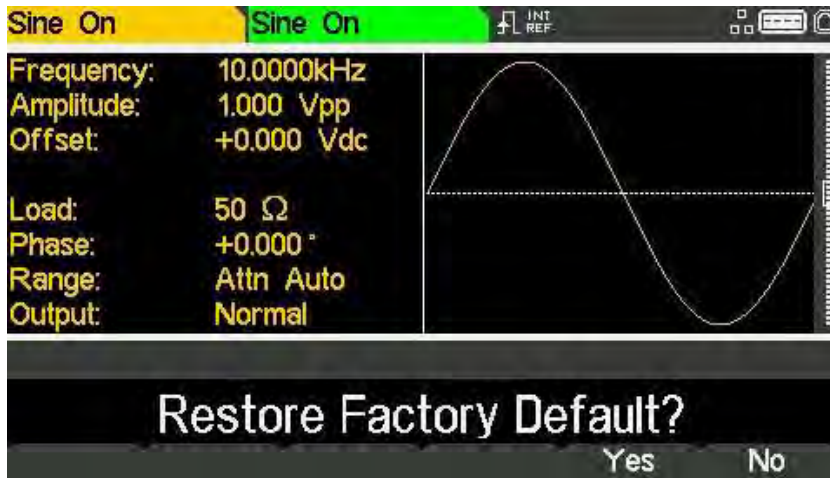 Sine On Sine On INT
REF
Frequency: 10.0000kHz
Amplitude: 1.000 Vpp
Offset: +0.000 Vdc
Load: 50 Ω
Phase: +0.000°
Range: Attn Auto
Output: Normal
Restore Factory Default?
Yes No